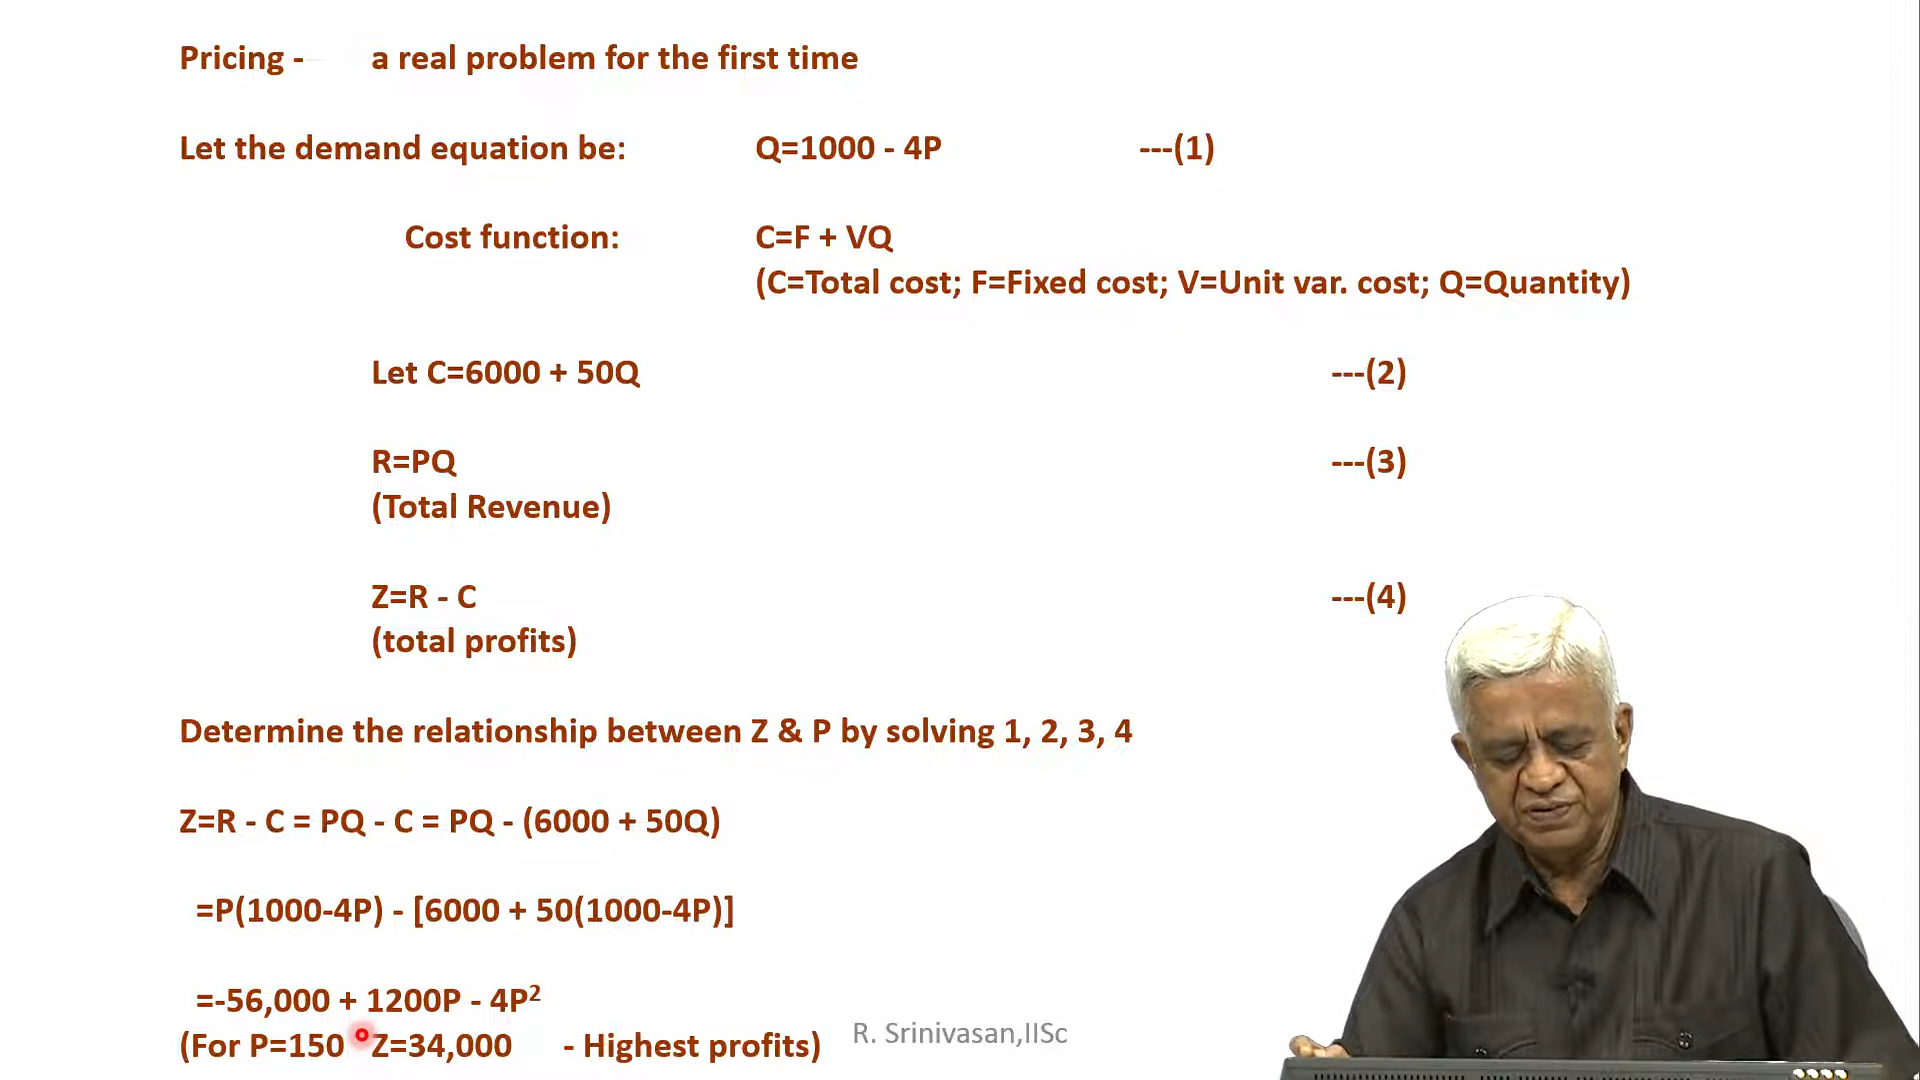 Pricing - a real problem for the first time
Let the demand equation be: Q=1000 - 4P ---(1)
Cost function: C=F + VQ
(C=Total cost; F=Fixed cost; V=Unit var. cost; Q=Quantity)
Let C=6000 + 50Q ---(2)
R=PQ ---(3)
(Total Revenue)
Z=R - C ---(4)
(total profits)
Determine the relationship between Z & P by solving 1, 2, 3, 4
Z=R - C = PQ - C = PQ - (6000 + 50Q)
=P(1000-4P) - [6000 + 50(1000-4P)]
=-56,000 + 1200P - 4P²
(For P=150 Z=34,000 - Highest profits)
R. Srinivasan,IISc